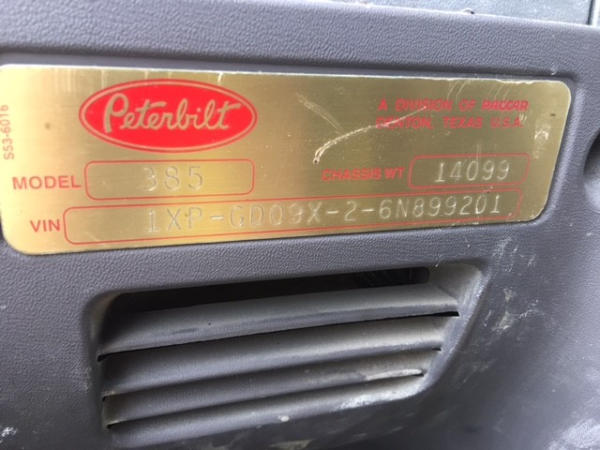 Peterbilt
A DIVISION OF PACCAR
DENTON, TEXAS U.S.A.
S53-6016
MODEL 385 CHASSIS WT 14099
VIN 1XP-GD09X-2-6N899201